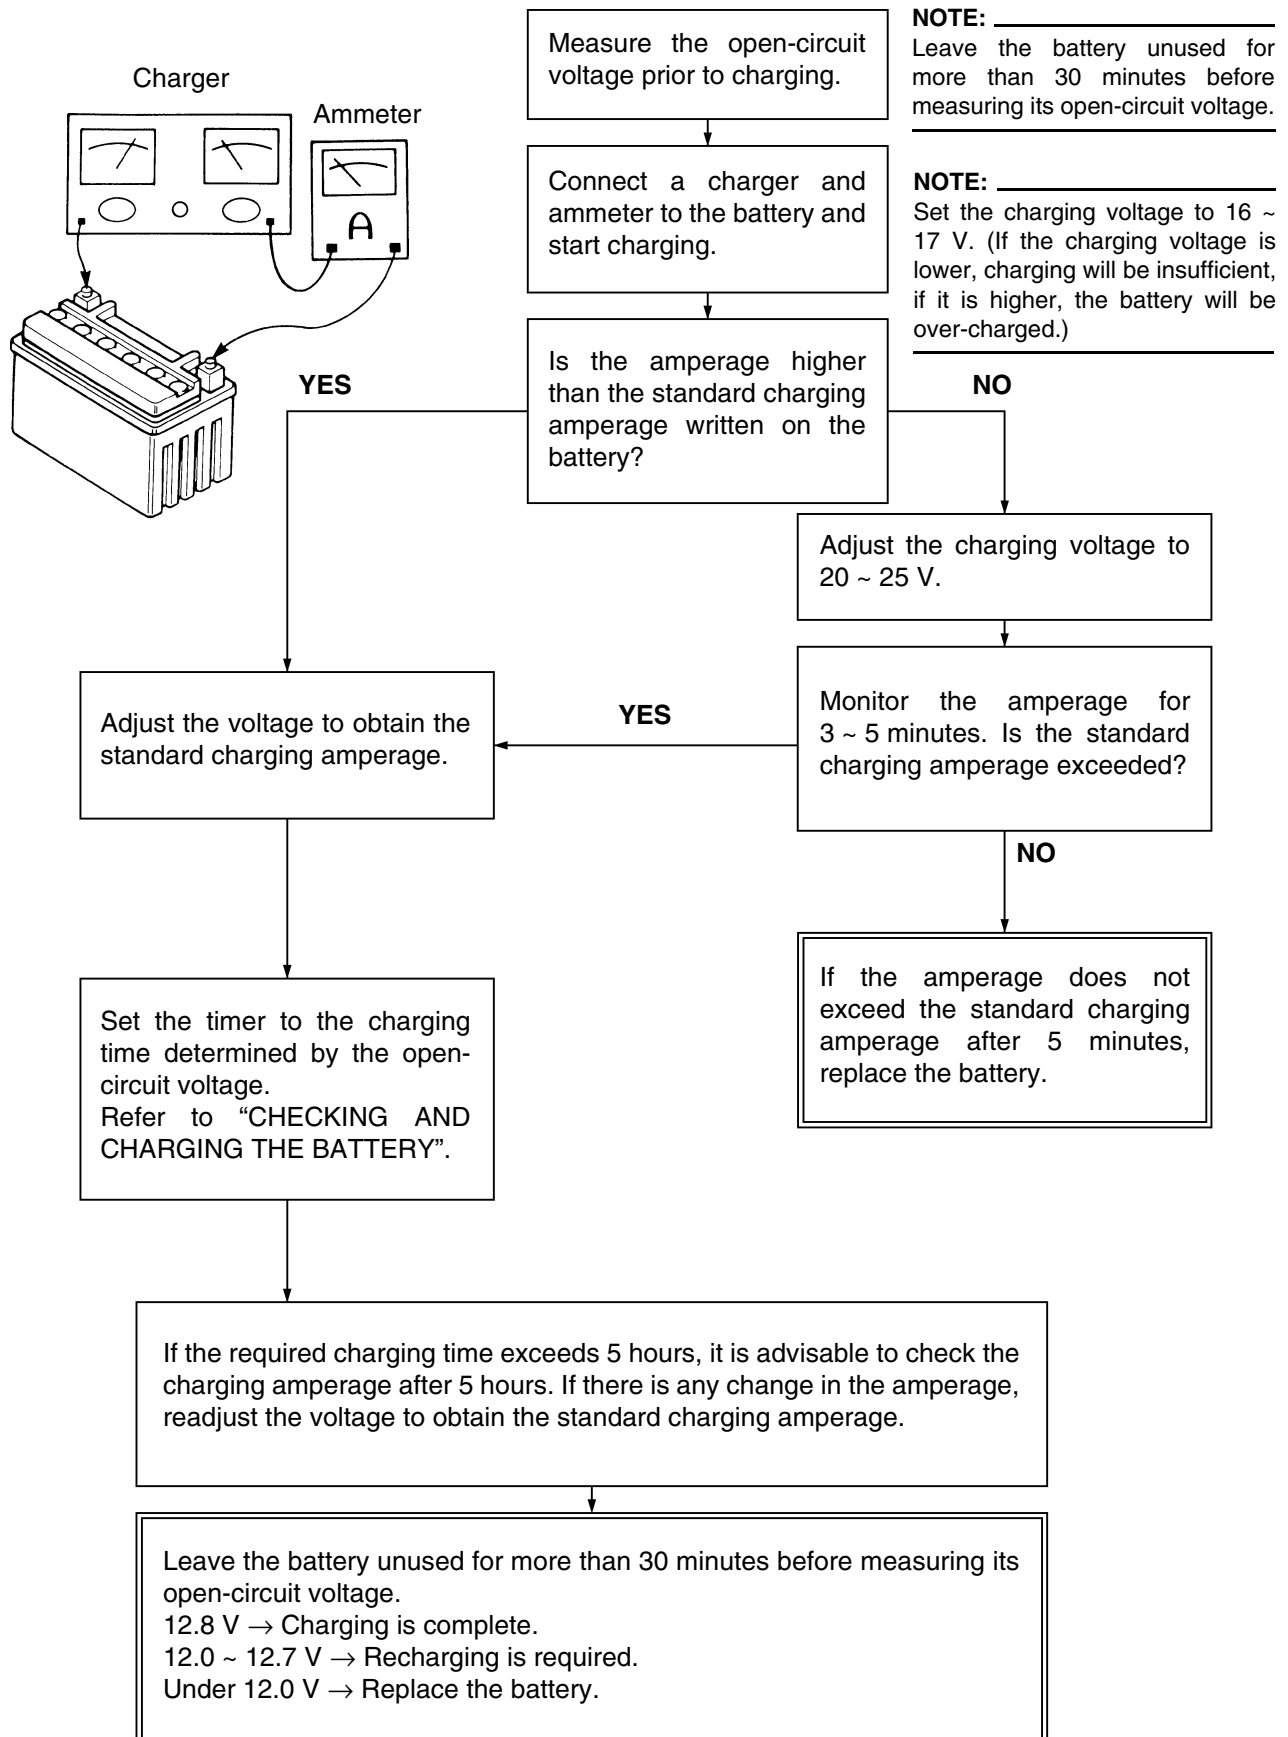 Charger
Ammeter
A
Measure the open-circuit
voltage prior to charging.
NOTE:
Leave the battery unused for
more than 30 minutes before
measuring its open-circuit voltage.
Connect a charger and
ammeter to the battery and
start charging.
NOTE:
Set the charging voltage to 16 ~
17 V. (If the charging voltage is
lower, charging will be insufficient,
if it is higher, the battery will be
over-charged.)
Is the amperage higher
than the standard charging
amperage written on the
battery?
YES
NO
Adjust the charging voltage to
20 ~ 25 V.
Monitor the amperage for
3 ~ 5 minutes. Is the standard
charging amperage exceeded?
YES
Adjust the voltage to obtain the
standard charging amperage.
NO
If the amperage does not
exceed the standard charging
amperage after 5 minutes,
replace the battery.
Set the timer to the charging
time determined by the open-
circuit voltage.
Refer to “CHECKING AND
CHARGING THE BATTERY”.
If the required charging time exceeds 5 hours, it is advisable to check the
charging amperage after 5 hours. If there is any change in the amperage,
readjust the voltage to obtain the standard charging amperage.
Leave the battery unused for more than 30 minutes before measuring its
open-circuit voltage.
12.8 V → Charging is complete.
12.0 ~ 12.7 V → Recharging is required.
Under 12.0 V → Replace the battery.